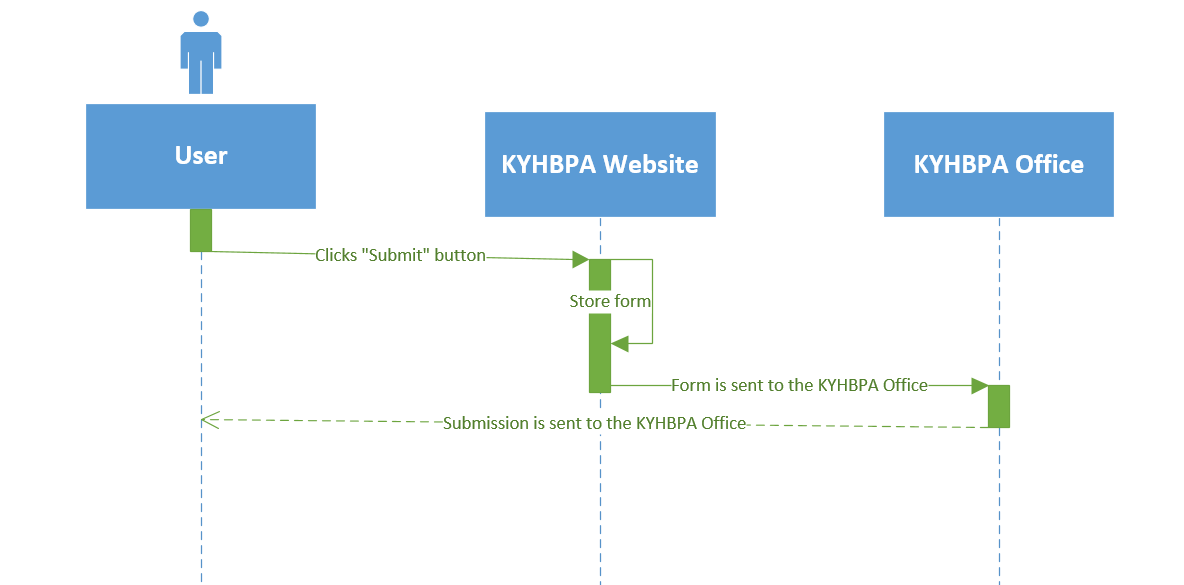 User
KYHBPA Website
KYHBPA Office
Clicks "Submit" button
Store form
Form is sent to the KYHBPA Office
Submission is sent to the KYHBPA Office